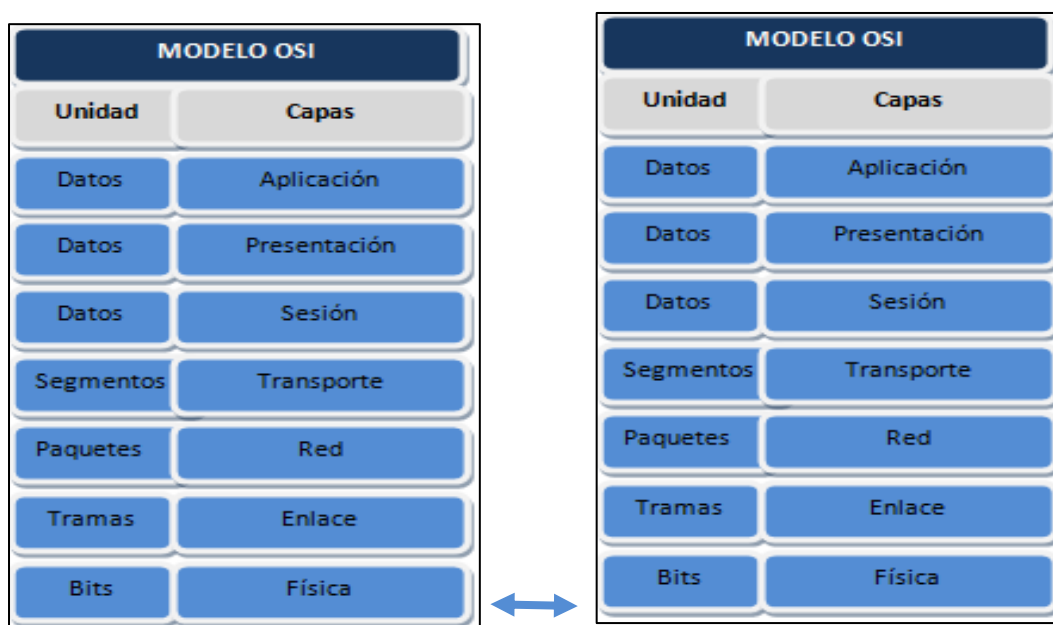 MODELO OSI
Unidad Capas
Datos Aplicación
Datos Presentación
Datos Sesión
Segmentos Transporte
Paquetes Red
Tramas Enlace
Bits Física
MODELO OSI
Unidad Capas
Datos Aplicación
Datos Presentación
Datos Sesión
Segmentos Transporte
Paquetes Red
Tramas Enlace
Bits Física